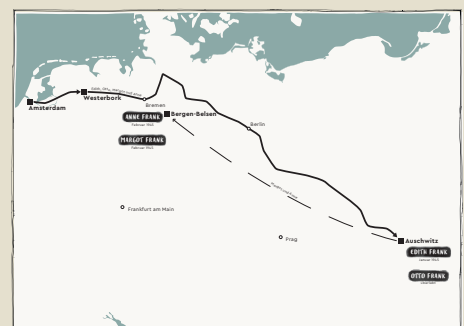 Amsterdam
Westerbork
Bremen
ANNE FRANK
Februar 1945
Bergen-Belsen
MARGOT FRANK
Februar 1945
Berlin
Frankfurt am Main
Prag
Auschwitz
EDITH FRANK
Januar 1945
OTTO FRANK